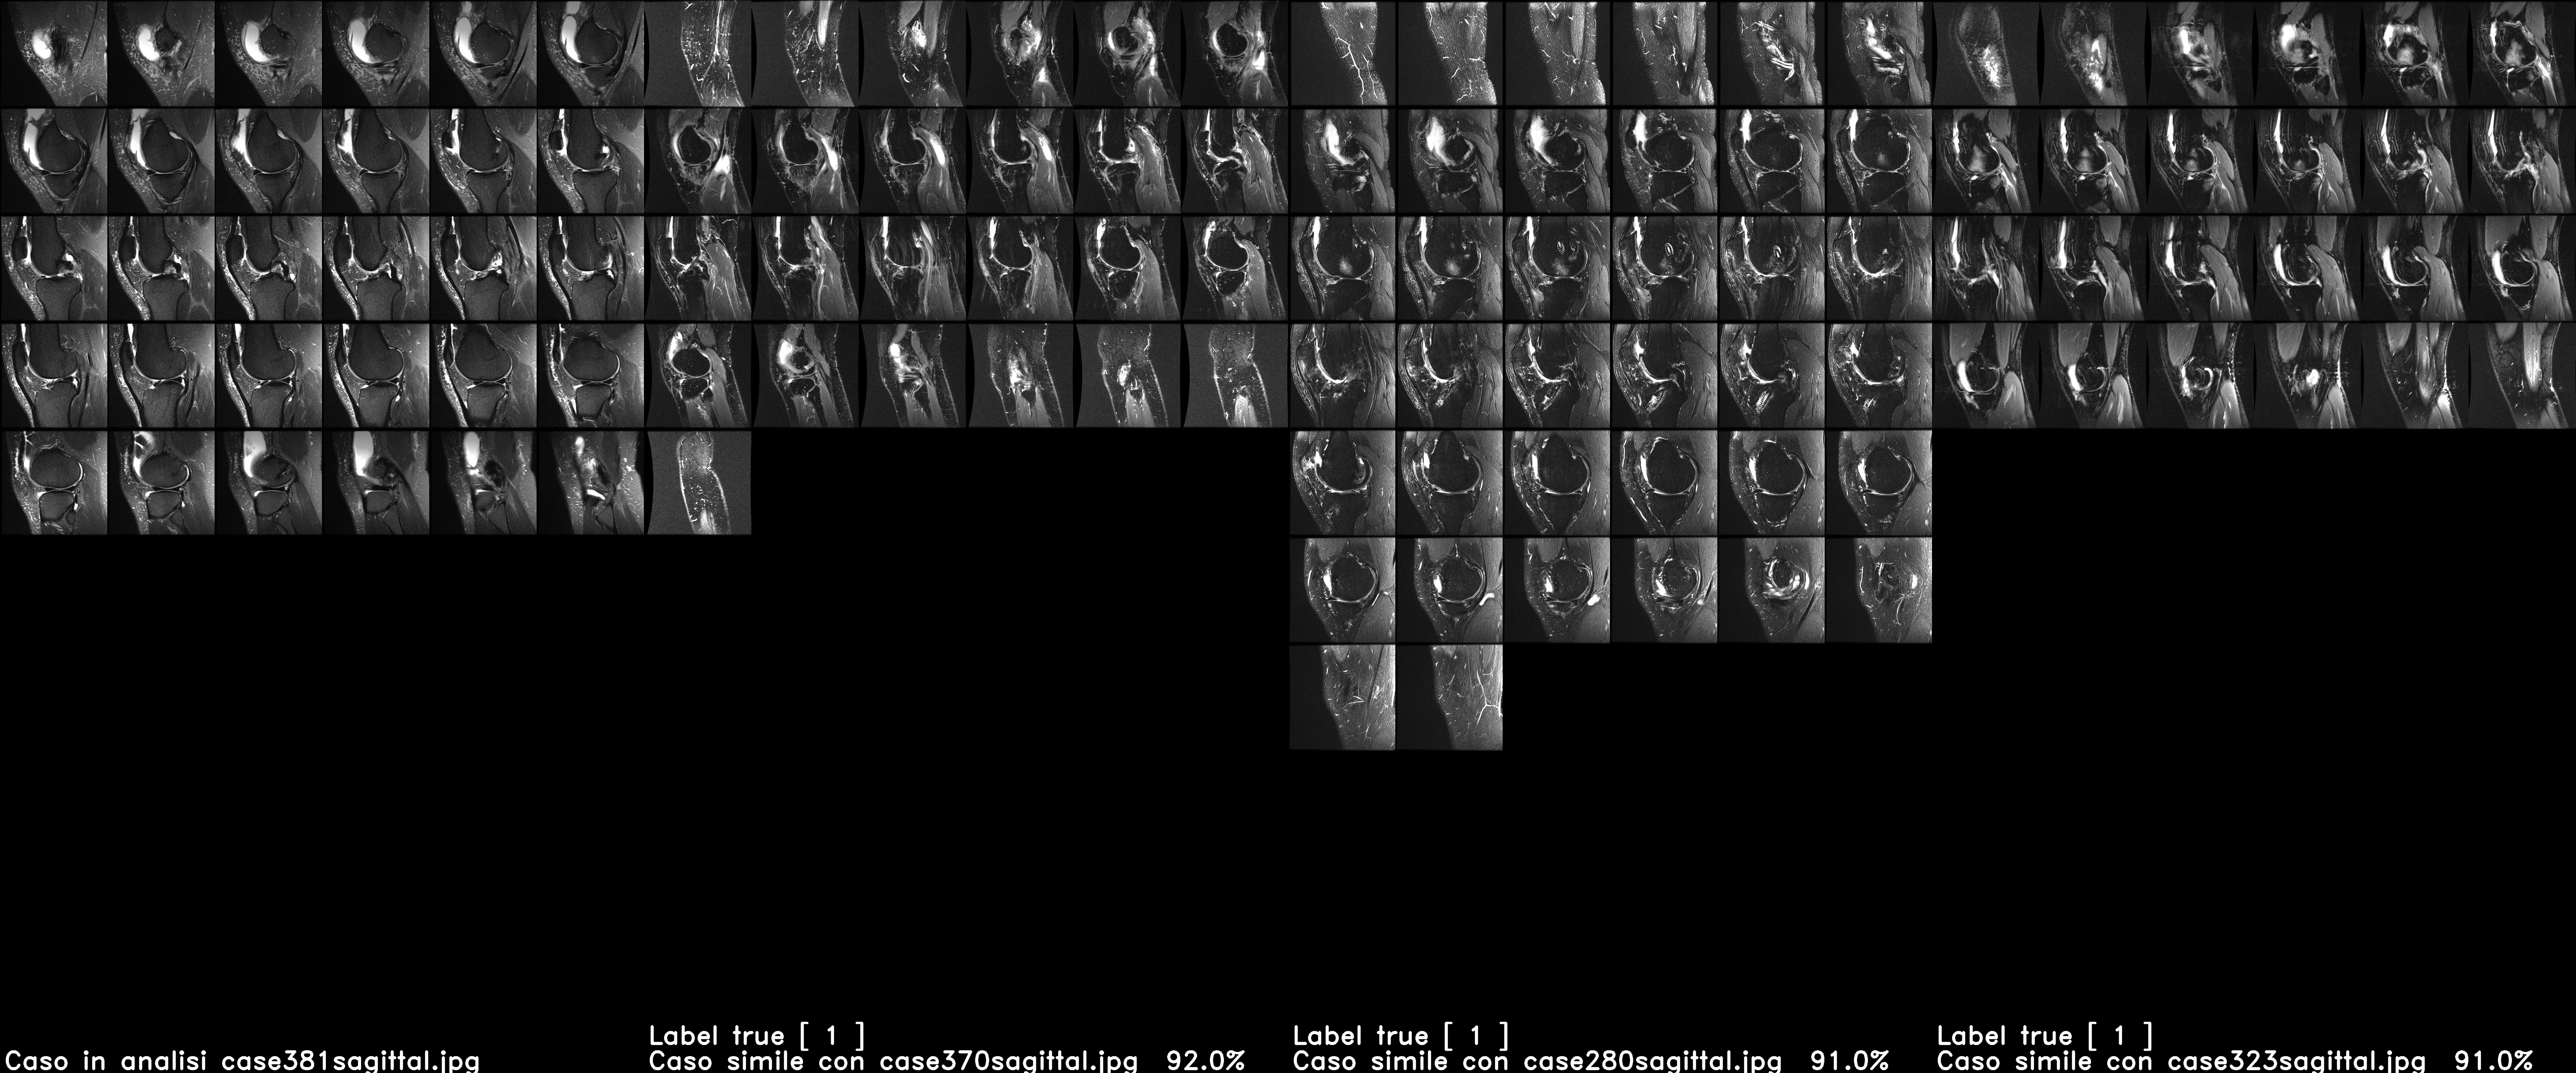 Caso in analisi case381sagittal.jpg
Label true [ 1 ]
Caso simile con case370sagittal.jpg 92.0%
Label true [ 1 ]
Caso simile con case280sagittal.jpg 91.0%
Label true [ 1 ]
Caso simile con case323sagittal.jpg 91.0%